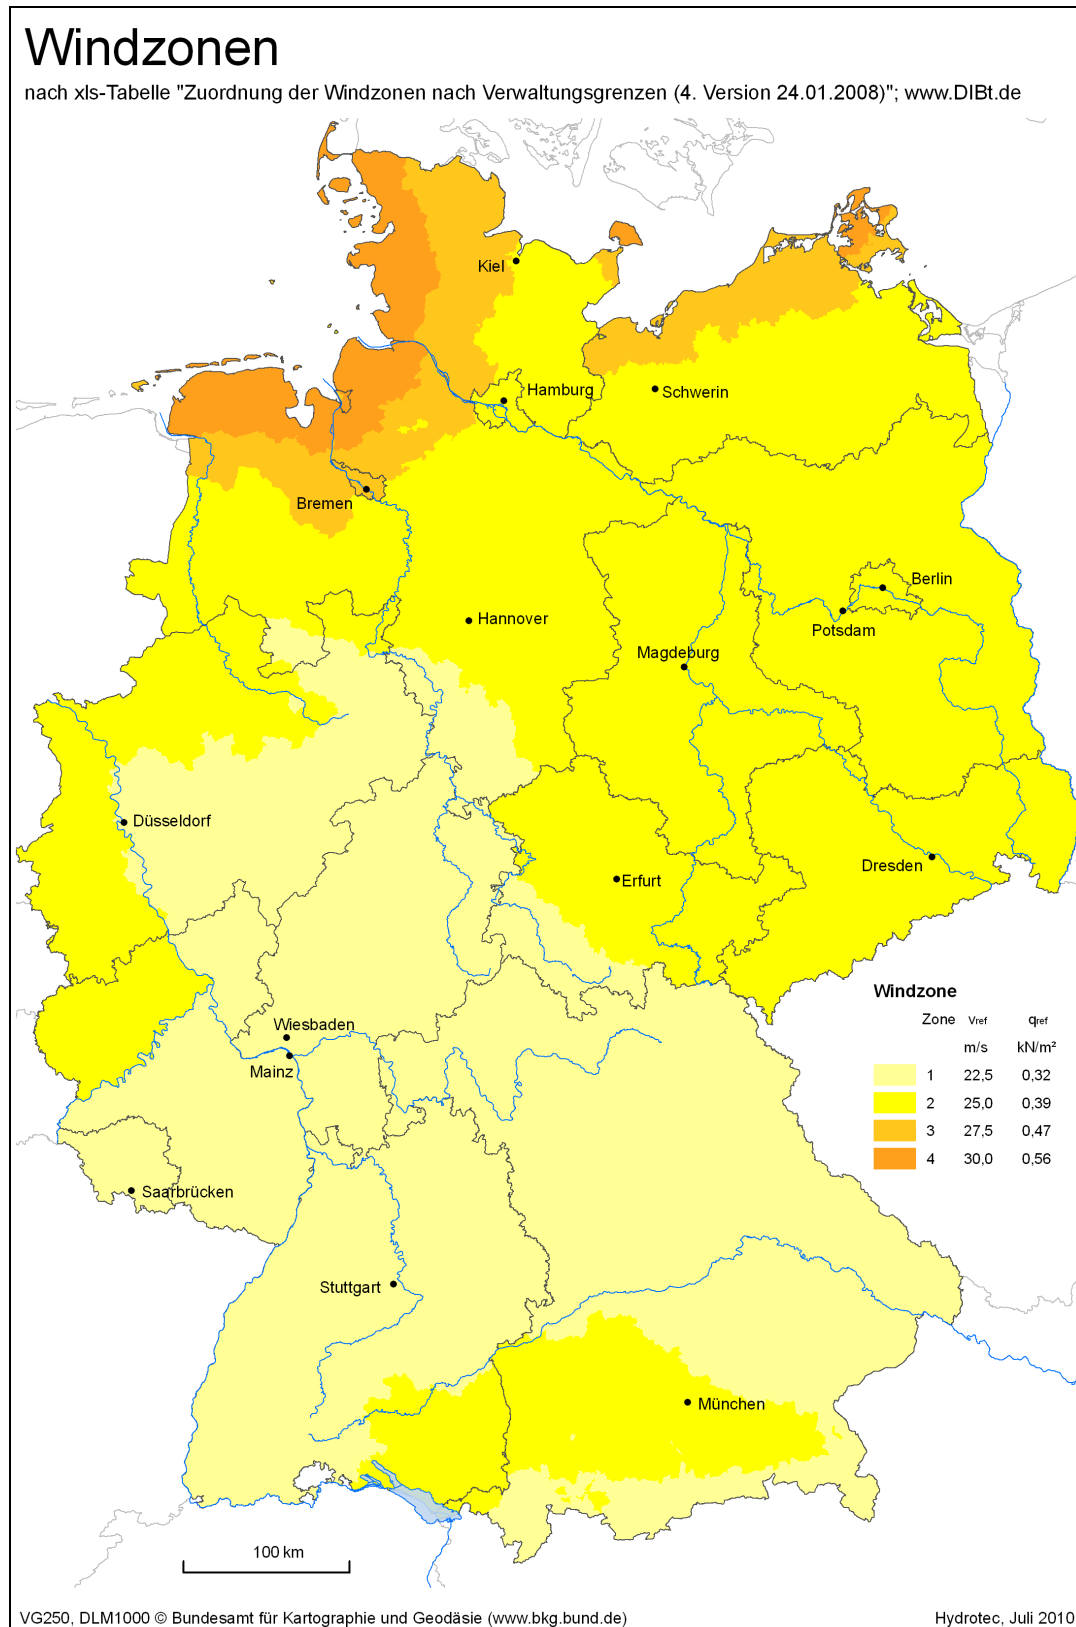 Windzonen
nach xls-Tabelle "Zuordnung der Windzonen nach Verwaltungsgrenzen (4. Version 24.01.2008)"; www.DIBt.de
Kiel
Hamburg
Schwerin
Bremen
Berlin
Hannover
Potsdam
Magdeburg
Düsseldorf
Dresden
Erfurt
Wiesbaden
Mainz
Saarbrücken
Stuttgart
München
Windzone
Zone vref qref
m/s kN/m²
1 22,5 0,32
2 25,0 0,39
3 27,5 0,47
4 30,0 0,56
100 km
VG250, DLM1000 © Bundesamt für Kartographie und Geodäsie (www.bkg.bund.de)
Hydrotec, Juli 2010